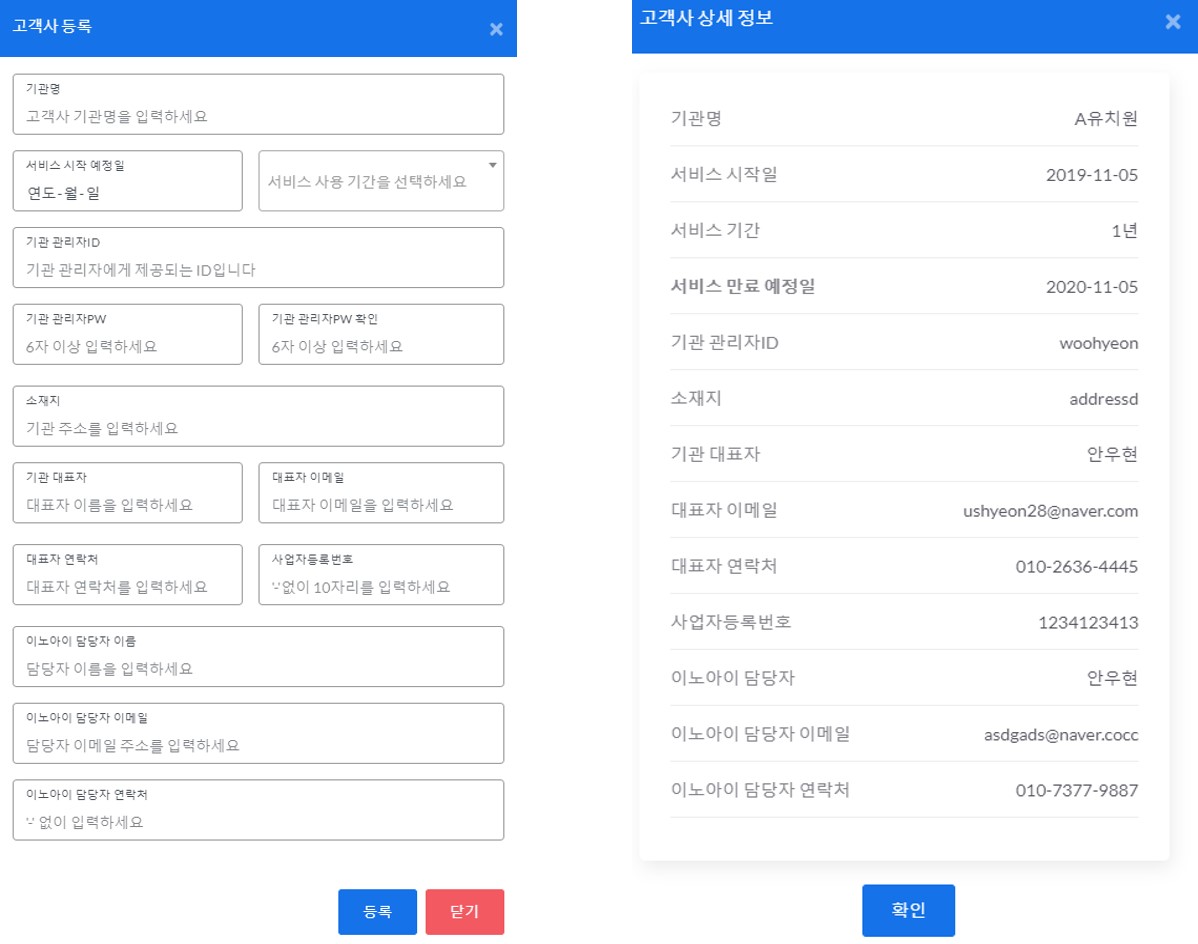 고객사 등록
×
기관명
고객사 기관명을 입력하세요
서비스 시작 예정일
연도-월-일
서비스 사용 기간을 선택하세요
기관 관리자ID
기관 관리자에게 제공되는 ID입니다
기관 관리자PW
6자 이상 입력하세요
기관 관리자PW 확인
6자 이상 입력하세요
소재지
기관 주소를 입력하세요
기관 대표자
대표자 이름을 입력하세요
대표자 이메일
대표자 이메일을 입력하세요
대표자 연락처
대표자 연락처를 입력하세요
사업자등록번호
'-'없이 10자리를 입력하세요
이노아이 담당자 이름
담당자 이름을 입력하세요
이노아이 담당자 이메일
담당자 이메일 주소를 입력하세요
이노아이 담당자 연락처
'-' 없이 입력하세요
등록
닫기
고객사 상세 정보
×
기관명 A유치원
서비스 시작일 2019-11-05
서비스 기간 1년
서비스 만료 예정일 2020-11-05
기관 관리자ID woohyeon
소재지 addressd
기관 대표자 안우현
대표자 이메일 ushyeon28@naver.com
대표자 연락처 010-2636-4445
사업자등록번호 1234123413
이노아이 담당자 안우현
이노아이 담당자 이메일 asdgads@naver.cocc
이노아이 담당자 연락처 010-7377-9887
확인